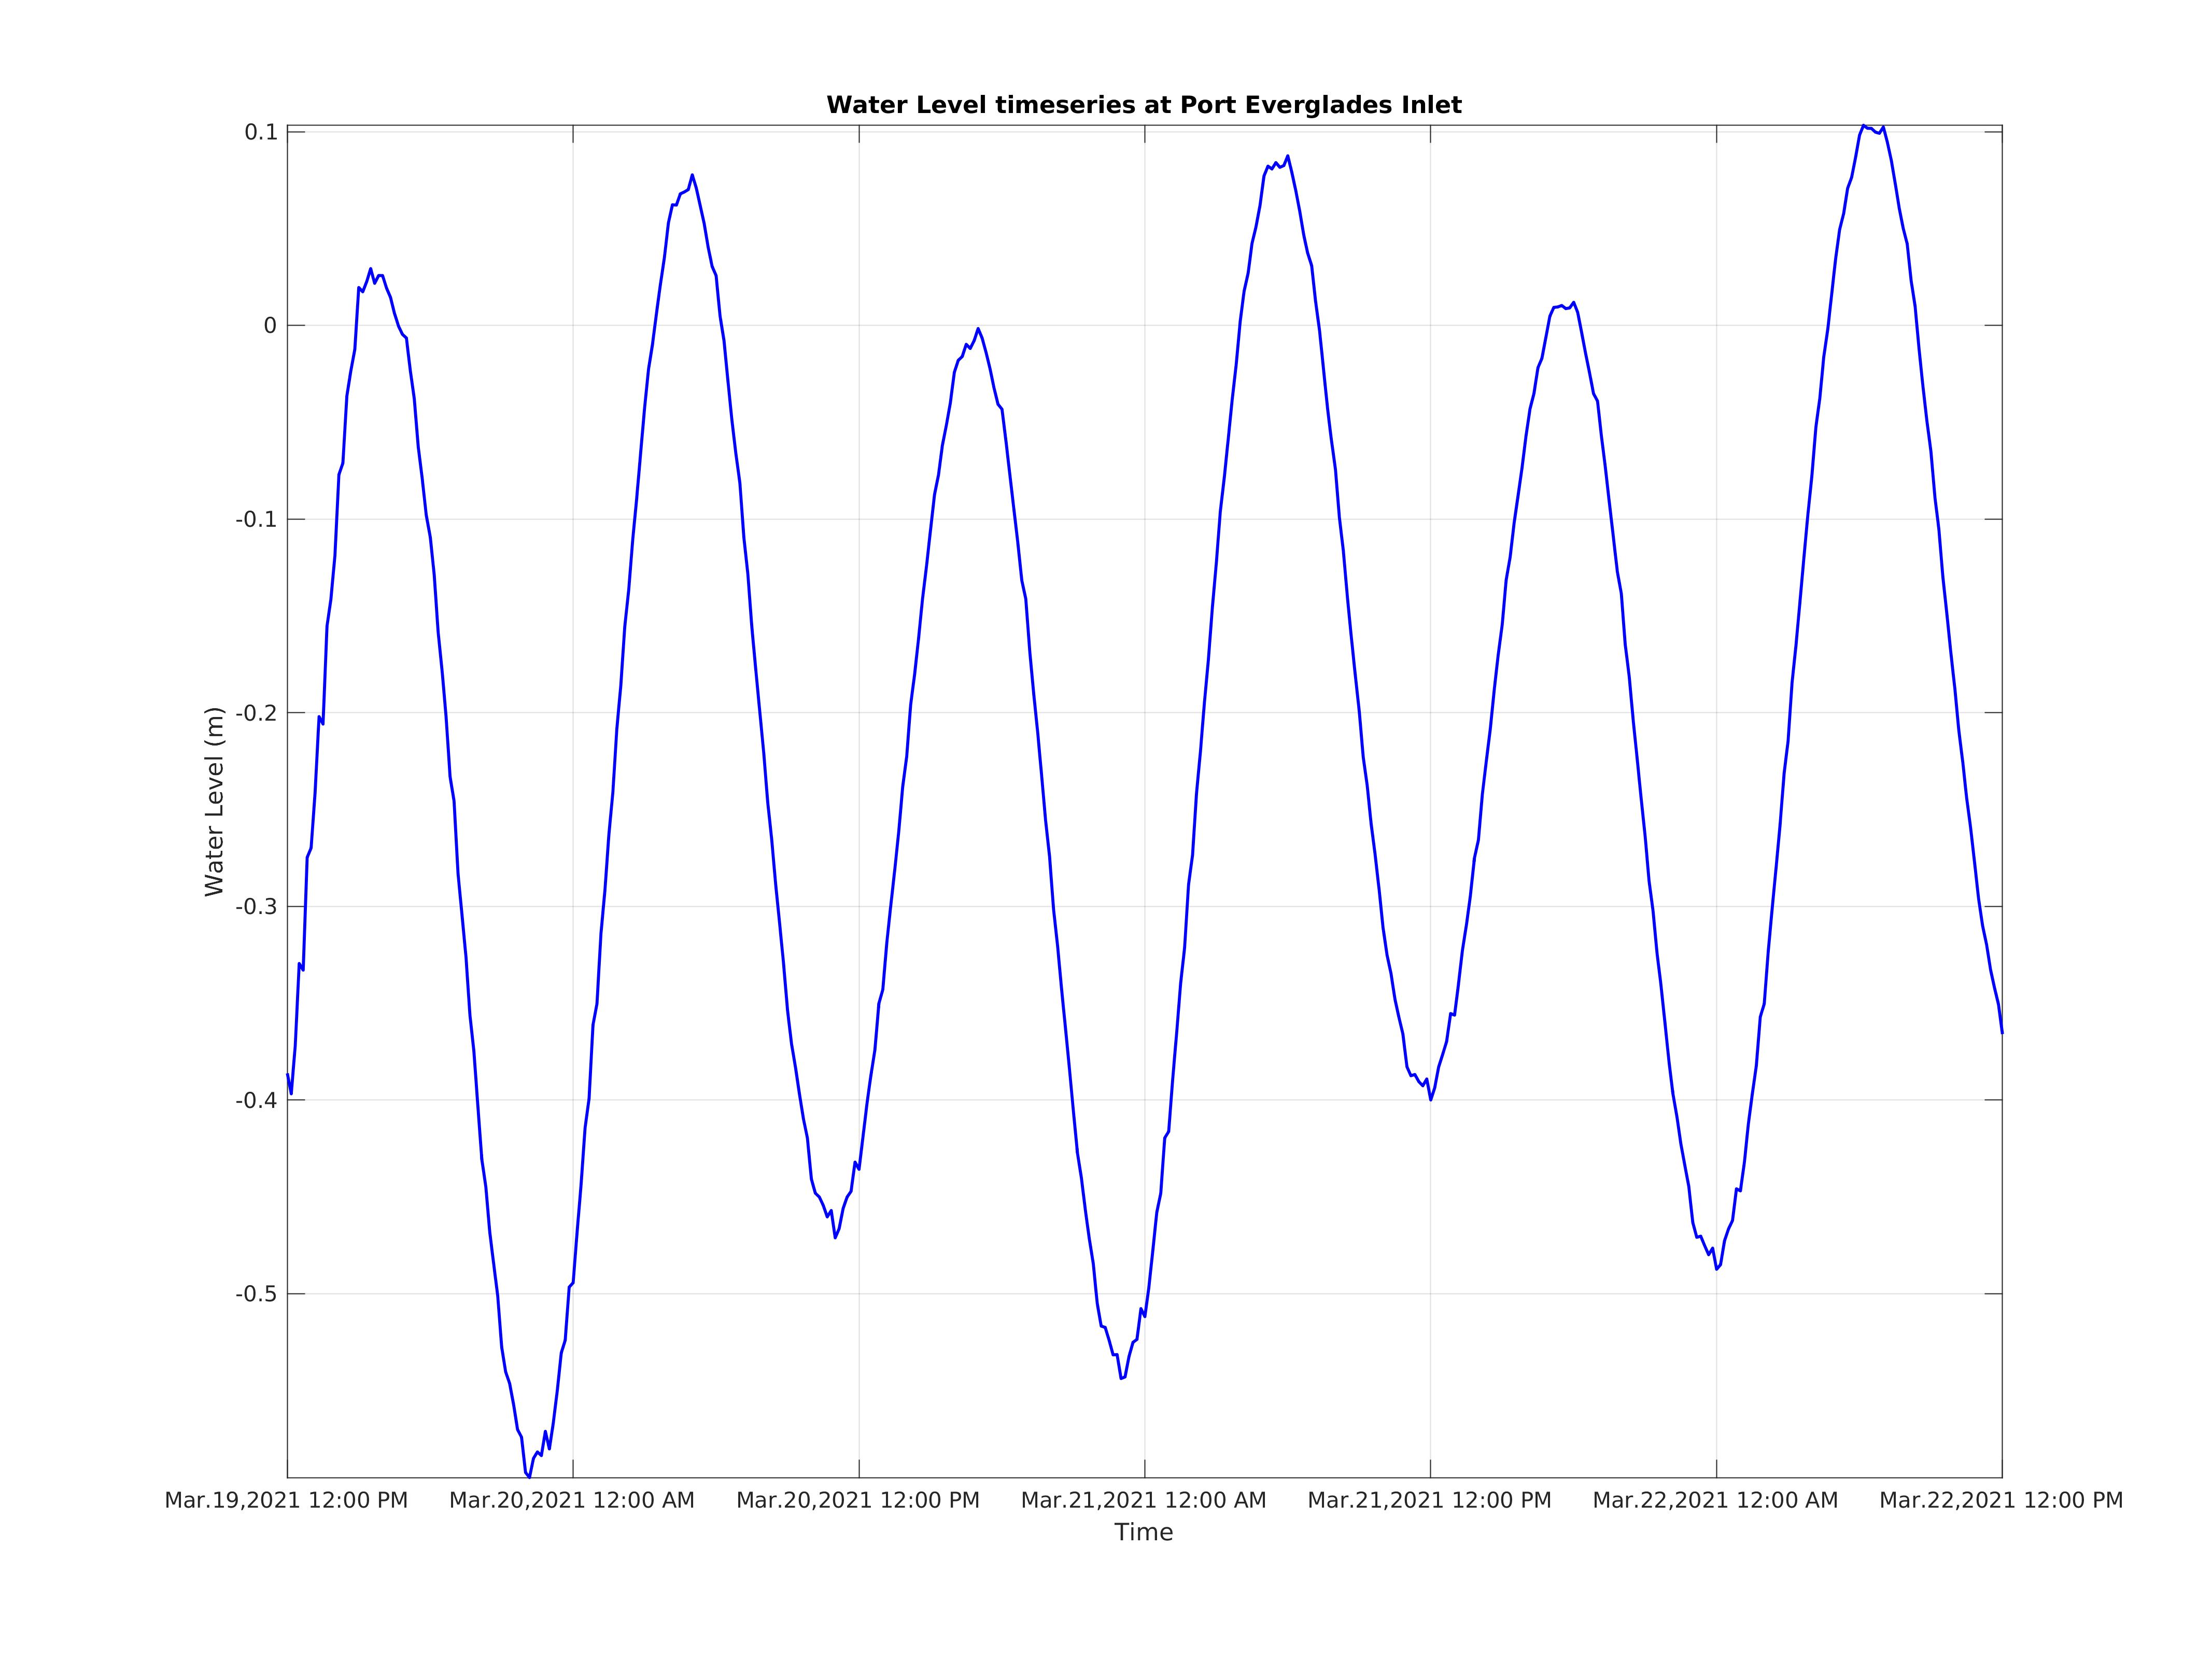 Water Level timeseries at Port Everglades Inlet
0.1
0
-0.1
-0.2
-0.3
-0.4
-0.5
Water Level (m)
Mar.19,2021 12:00 PM
Mar.20,2021 12:00 AM
Mar.20,2021 12:00 PM
Mar.21,2021 12:00 AM
Mar.21,2021 12:00 PM
Mar.22,2021 12:00 AM
Mar.22,2021 12:00 PM
Time